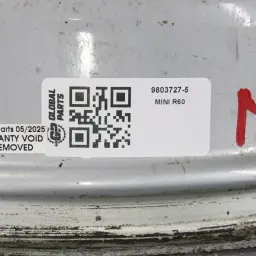 GLOBAL
PARTS
9803727-5
MINI R60
arts 05/2025
ANTY VOID
EMOVED